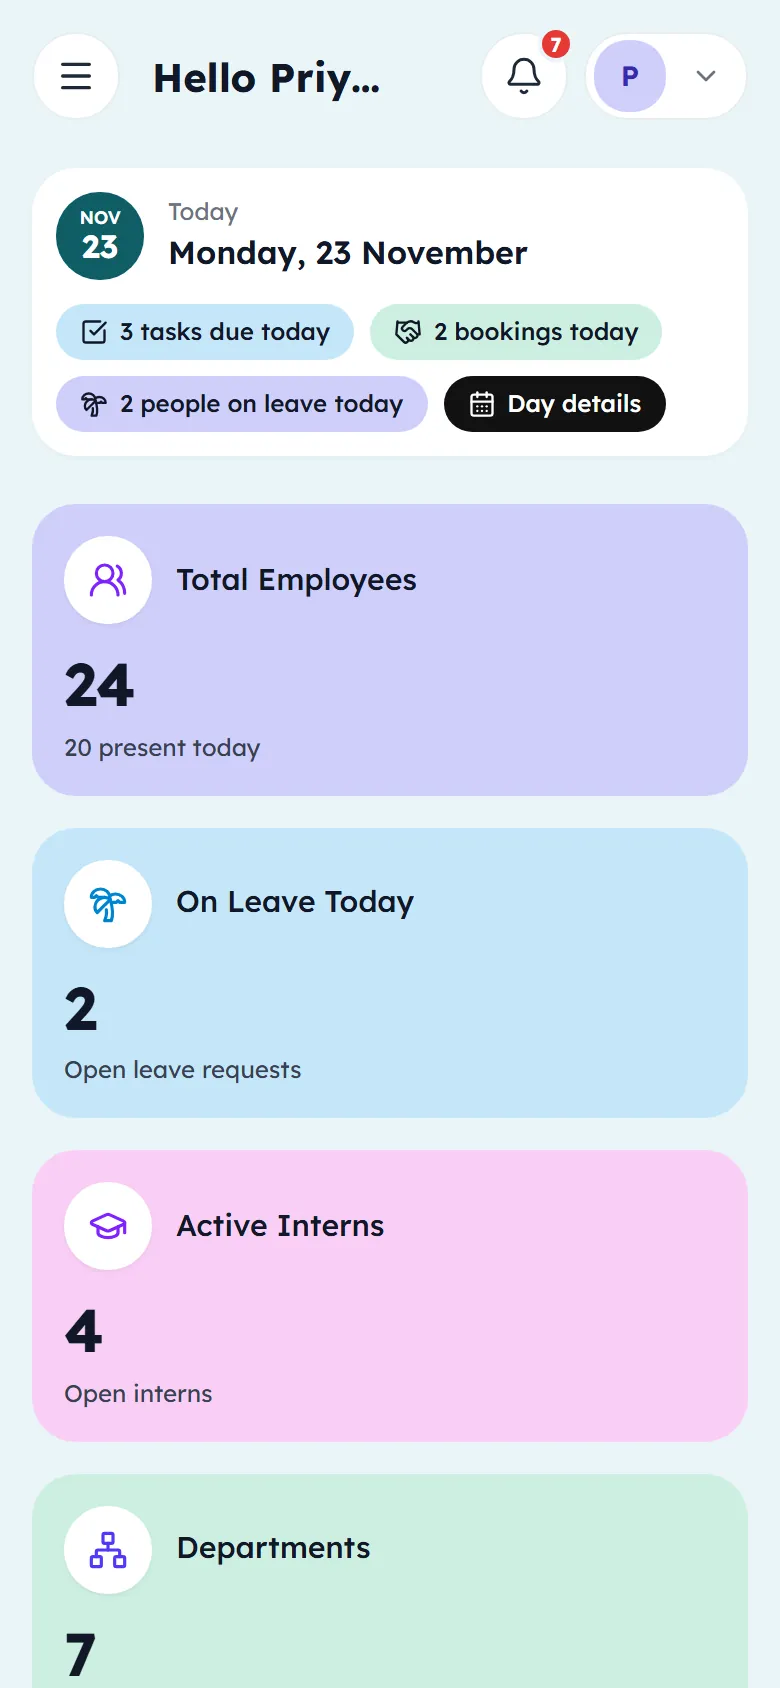 Hello Priy...
7
P
NOV
23
Today
Monday, 23 November
3 tasks due today
2 bookings today
2 people on leave today
Day details
Total Employees
24
20 present today
On Leave Today
2
Open leave requests
Active Interns
4
Open interns
Departments
7